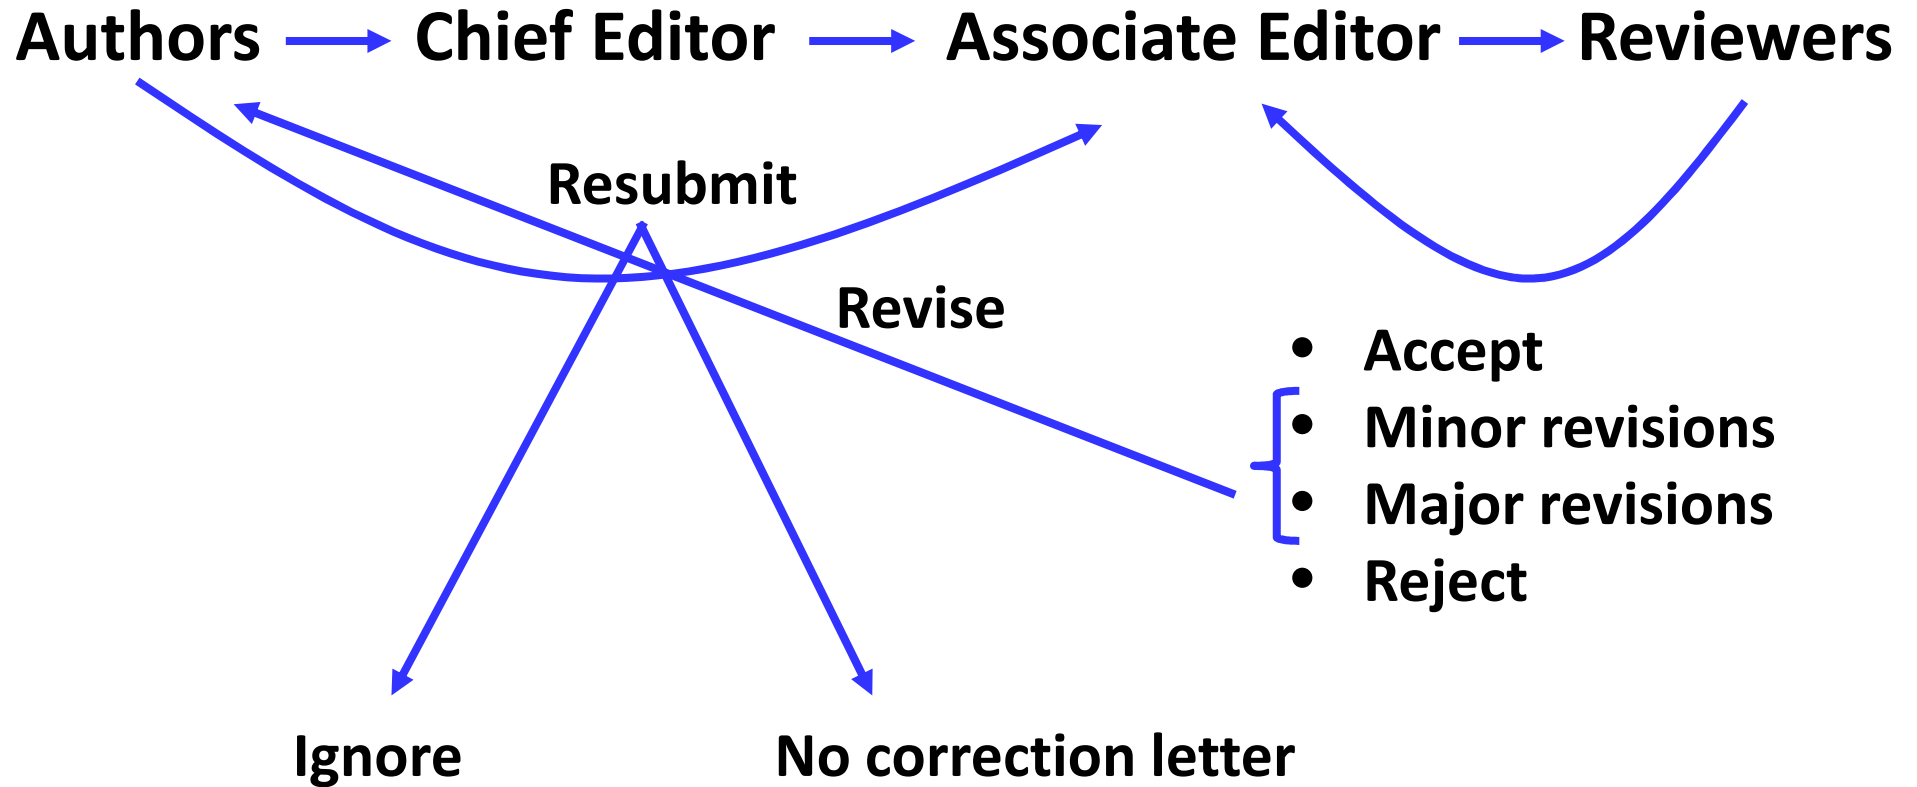 Authors Chief Editor Associate Editor Reviewers
Resubmit
Revise
• Accept
• Minor revisions
• Major revisions
• Reject
Ignore No correction letter